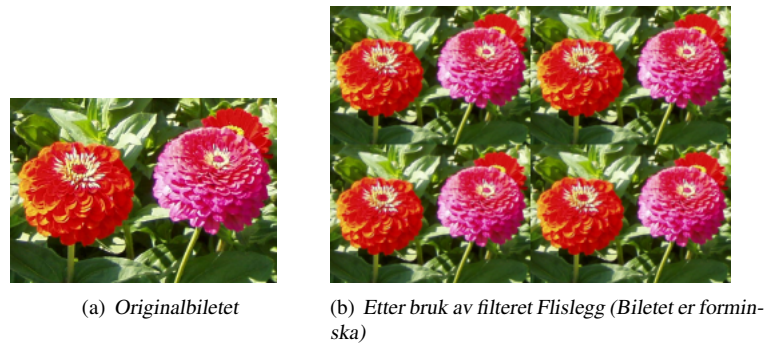 (a) Originalbiletet
(b) Etter bruk av filteret Flislegg (Biletet er formin-
ska)